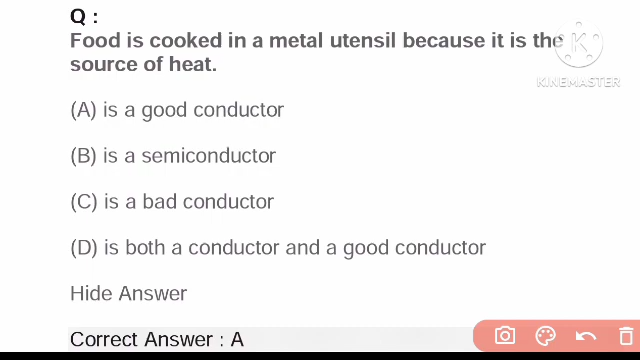 Q :
Food is cooked in a metal utensil because it is the
source of heat.
(A) is a good conductor
(B) is a semiconductor
(C) is a bad conductor
(D) is both a conductor and a good conductor
Hide Answer
Correct Answer : A
K
KINEMASTER